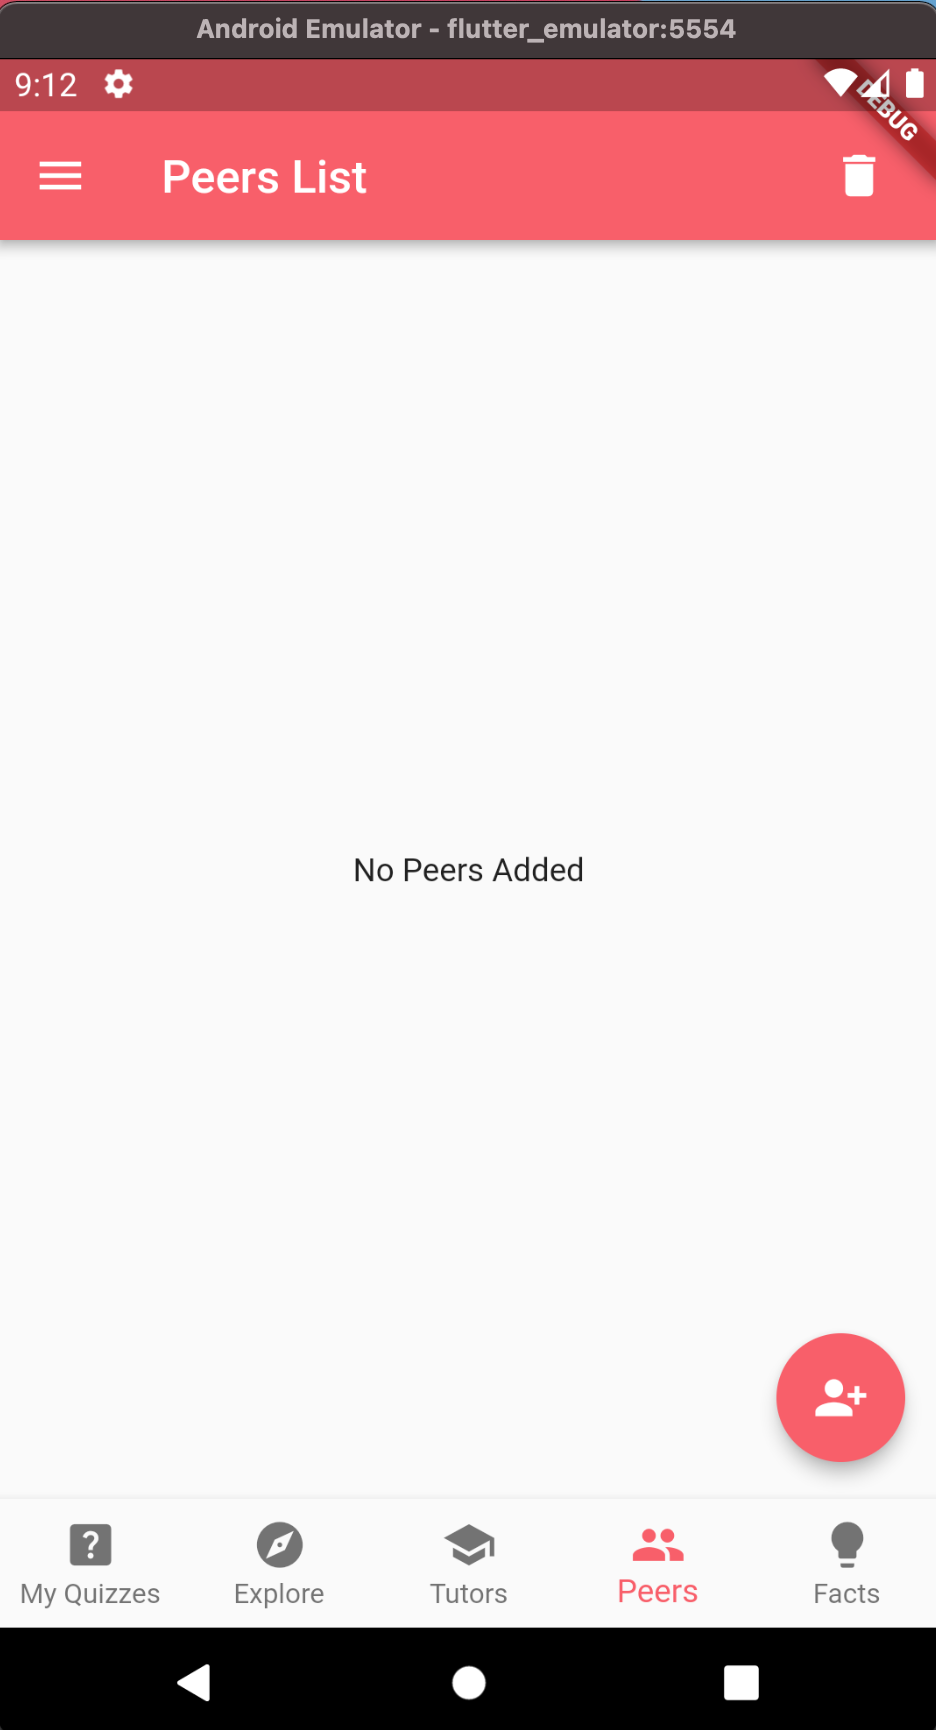 Android Emulator - flutter_emulator:5554
9:12
DEBUG
Peers List
No Peers Added
?
My Quizzes Explore Tutors Peers Facts